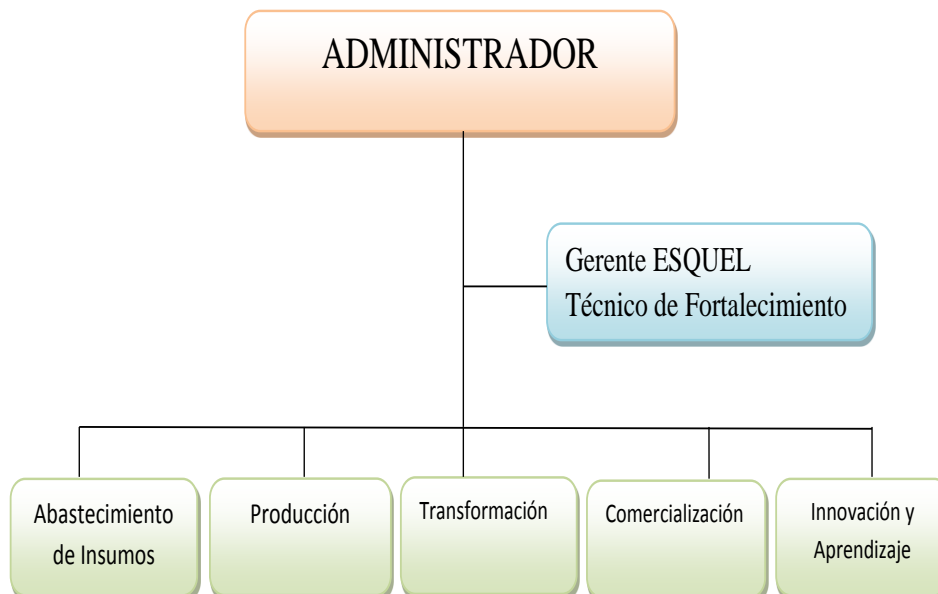 ADMINISTRADOR
Gerente ESQUEL
Técnico de Fortalecimiento
Abastecimiento
de Insumos
Producción
Transformación
Comercialización
Innovación y
Aprendizaje